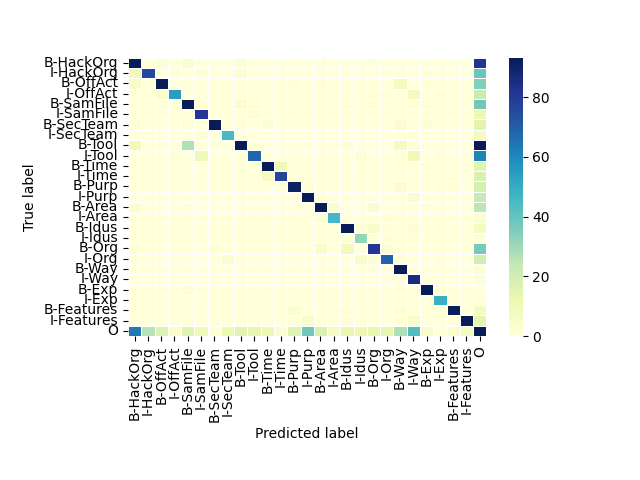 B-HackOrg
I-HackOrg
B-OffAct
I-OffAct
B-SamFile
I-SamFile
B-SecTeam
I-SecTeam
B-Tool
I-Tool
B-Time
I-Time
B-Purp
I-Purp
B-Area
I-Area
B-Idus
I-Idus
B-Org
I-Org
B-Way
I-Way
B-Exp
I-Exp
B-Features
I-Features
O
True label
B-HackOrg
I-HackOrg
B-OffAct
I-OffAct
B-SamFile
I-SamFile
B-SecTeam
I-SecTeam
B-Tool
I-Tool
B-Time
I-Time
B-Purp
I-Purp
B-Area
I-Area
B-Idus
I-Idus
B-Org
I-Org
B-Way
I-Way
B-Exp
I-Exp
B-Features
I-Features
O
Predicted label
80
60
40
20
0